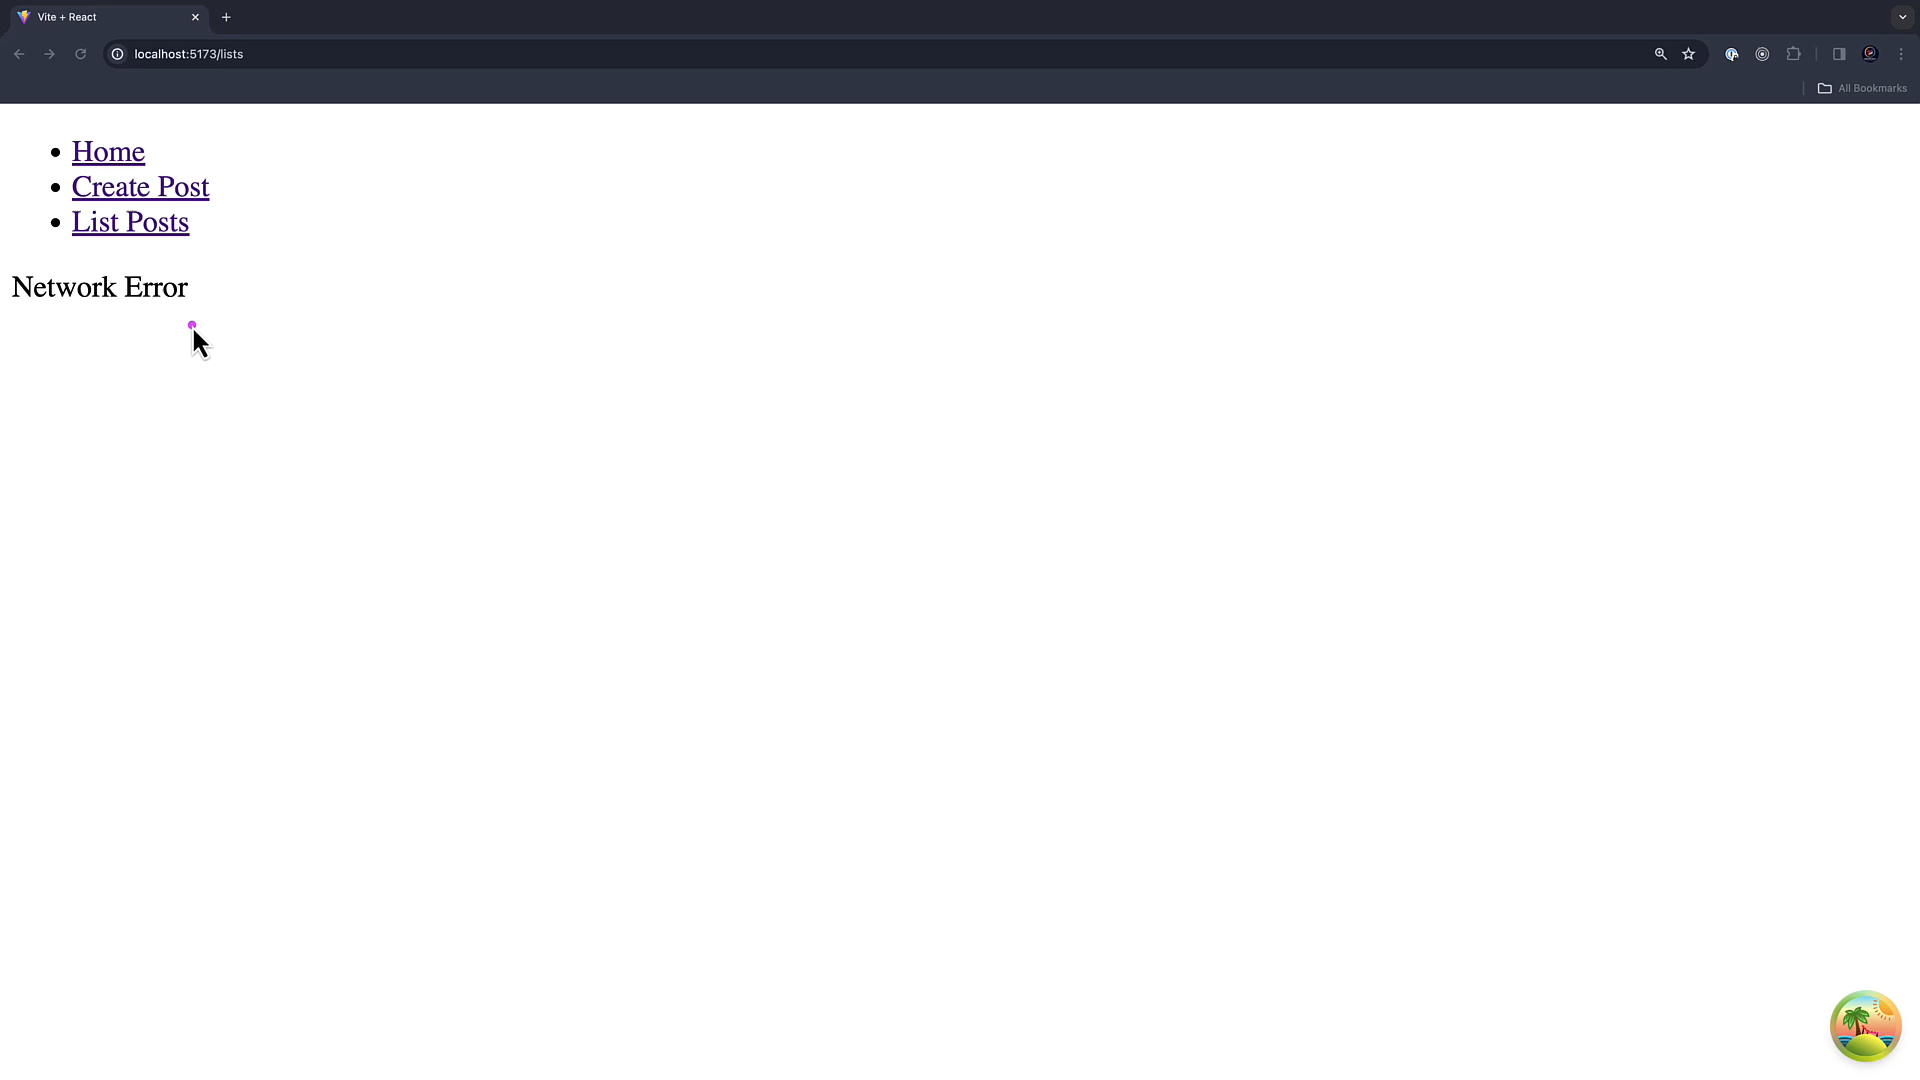 Vite + React
localhost:5173/lists
All Bookmarks
Home
Create Post
List Posts
Network Error